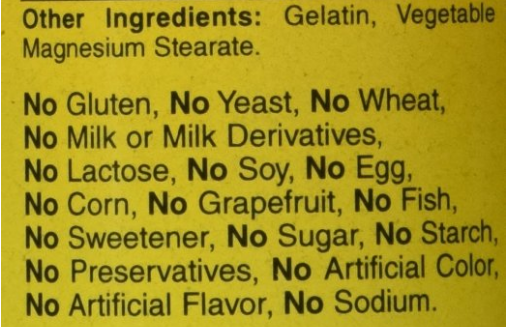 Other Ingredients: Gelatin, Vegetable
Magnesium Stearate.
No Gluten, No Yeast, No Wheat,
No Milk or Milk Derivatives,
No Lactose, No Soy, No Egg,
No Corn, No Grapefruit, No Fish,
No Sweetener, No Sugar, No Starch,
No Preservatives, No Artificial Color,
No Artificial Flavor, No Sodium.